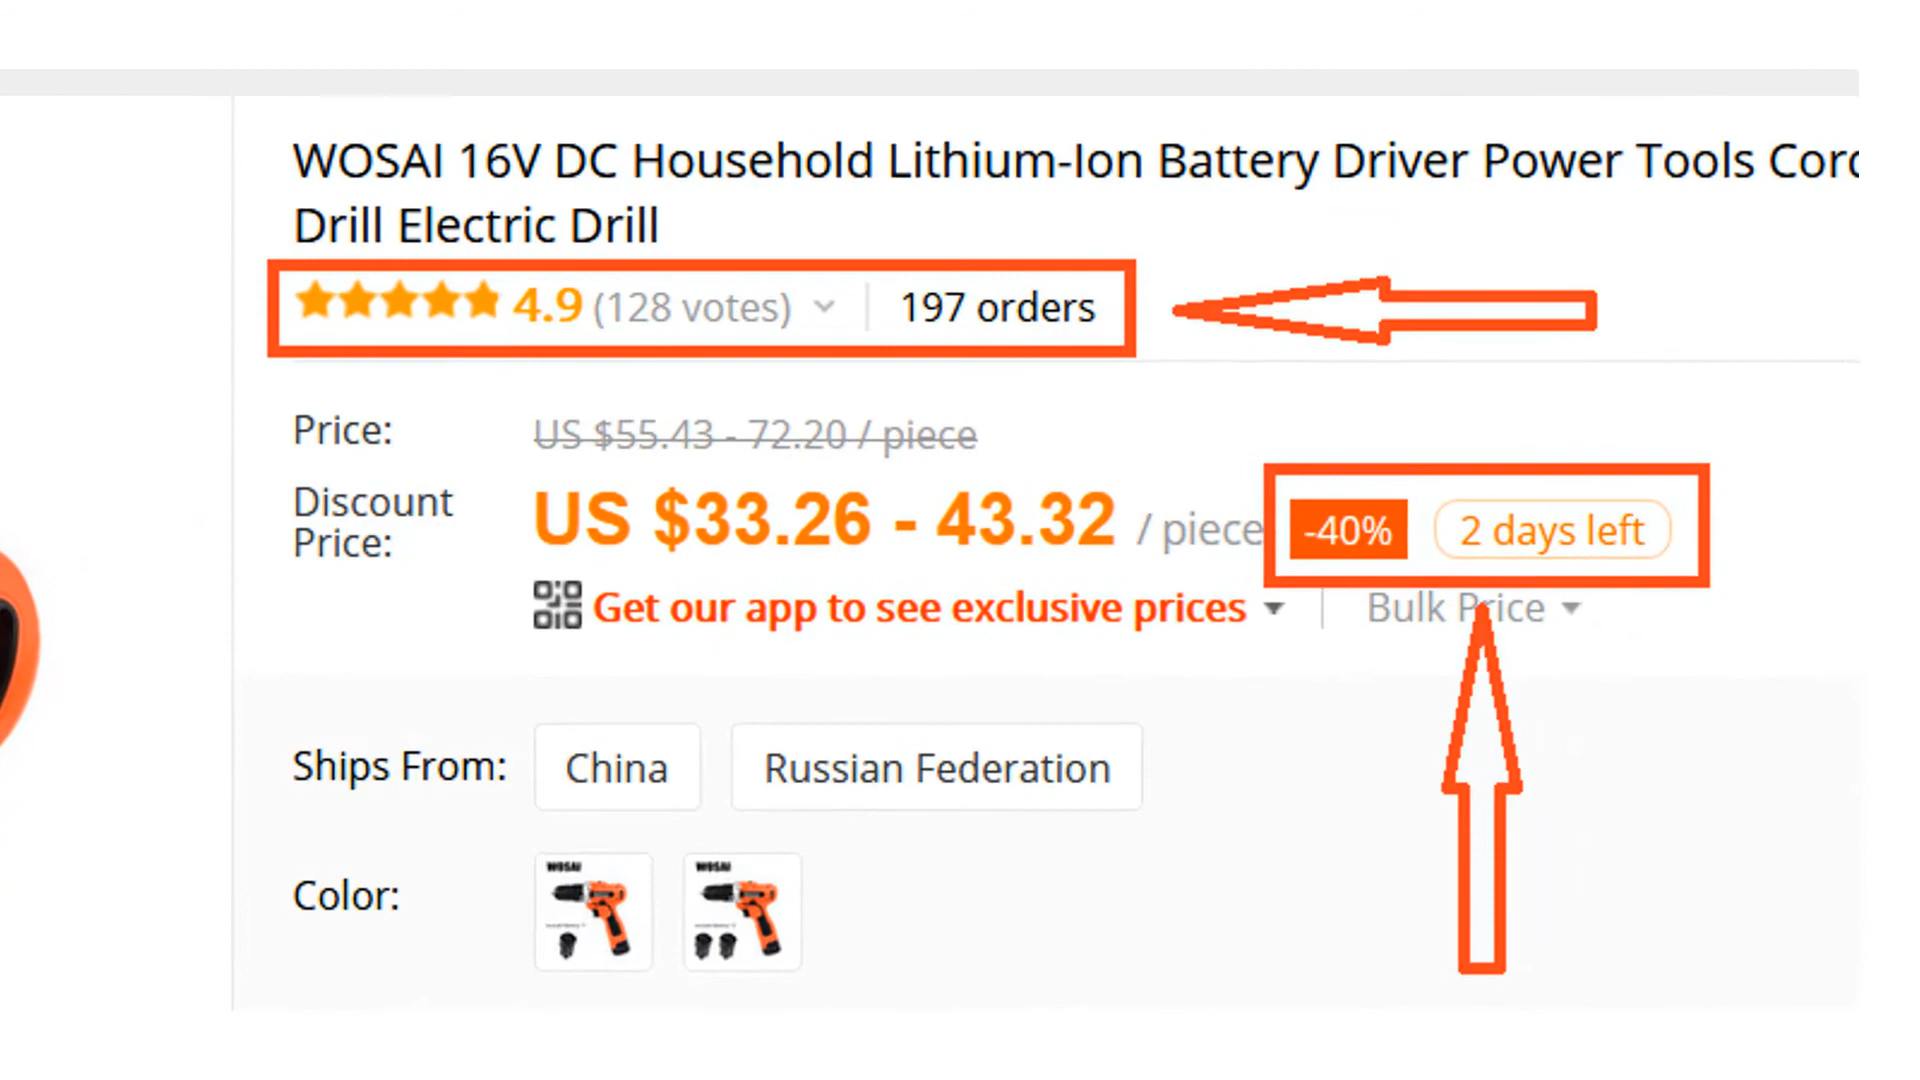 WOSAI 16V DC Household Lithium-Ion Battery Driver Power Tools
Drill Electric Drill
4.9 (128 votes) 197 orders
Price: US $55.43 - 72.20 / piece
Discount
Price:
US $33.26 - 43.32 / piece -40% 2 days left
Get our app to see exclusive prices Bulk Price
Ships From: China Russian Federation
WOSAI WOSAI
Color: